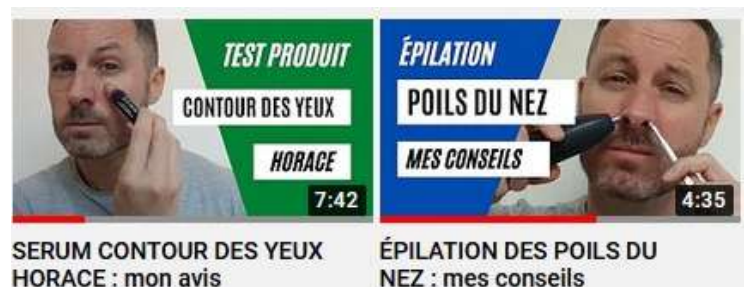 TEST PRODUIT
CONTOUR DES YEUX
HORACE
7:42
SERUM CONTOUR DES YEUX
HORACE : mon avis
ÉPILATION
POILS DU NEZ
MES CONSEILS
4:35
ÉPILATION DES POILS DU
NEZ : mes conseils